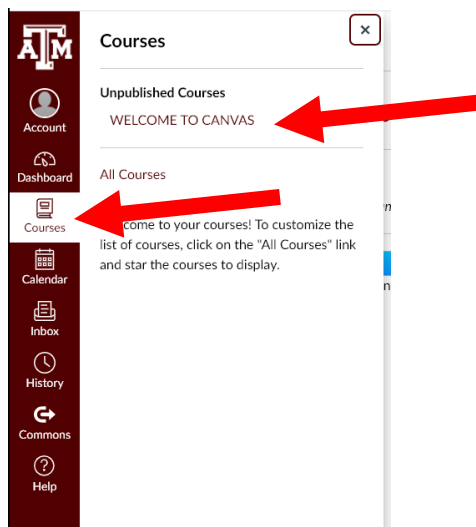 ATM
Account
Dashboard
Courses
Calendar
Inbox
History
Commons
Help
Courses
×
Unpublished Courses
WELCOME TO CANVAS
All Courses
come to your courses! To customize the
list of courses, click on the "All Courses" link
and star the courses to display.